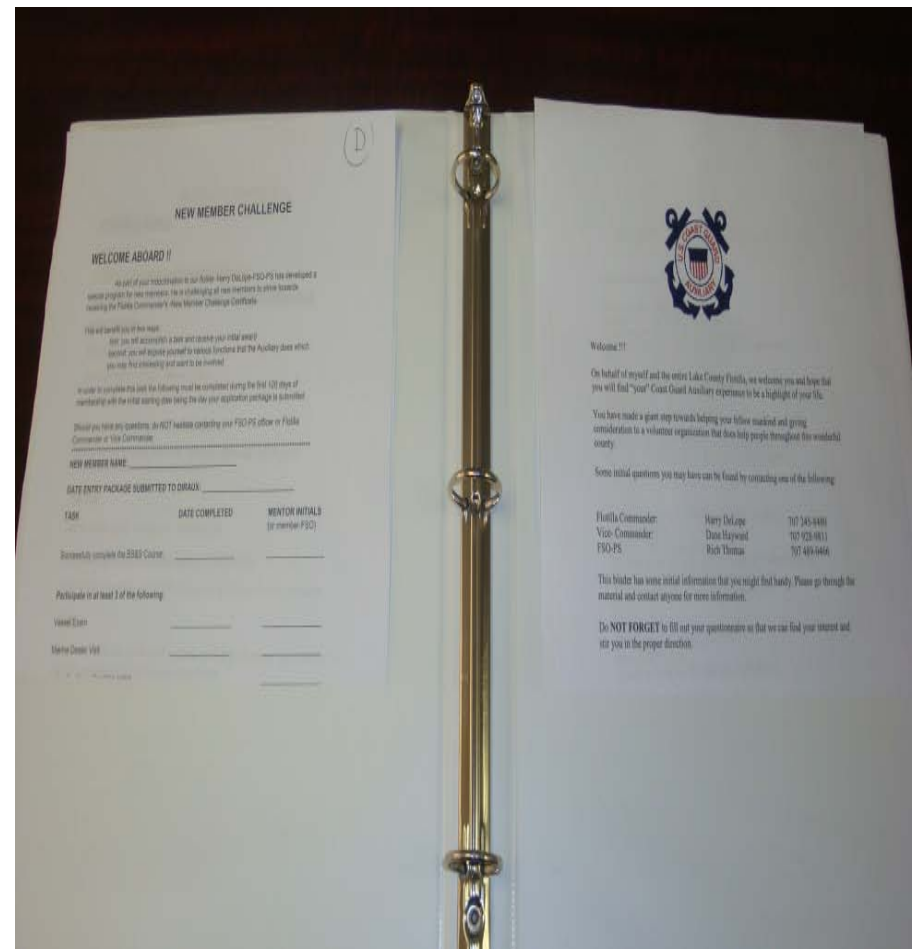 D
NEW MEMBER CHALLENGE
WELCOME ABOARD !!
As part of your indoctrination to our flotilla- Harry DeLope-FSO-PS has developed a
special program for new members. He is challenging all new members to strive towards
receiving the Flotilla Commander's -New Member Challenge Certificate.
This will benefit you in two ways:
first, you will accomplish a task and receive your initial award
second, you will expose yourself to various functions that the Auxiliary does which
you may find interesting and want to be involved
In order to complete this task the following must be completed during the first 120 days of
membership with the initial starting date being the day your application package is submitted
Should you have any questions, do NOT hesitate contacting your FSO-PS officer or Flotilla
Commander or Vice Commander.
NEW MEMBER NAME:
DATE ENTRY PACKAGE SUBMITTED TO DIRAUX:
TASK DATE COMPLETED MENTOR INITIALS
(or member-FSO)
Successfully complete the BS&S Course:
Participate in at least 3 of the following:
Vessel Exam
Marine Dealer Visit
U.S. COAST GUARD
AUXILIARY
Welcome !!!
On behalf of myself and the entire Lake County Flotilla, we welcome you and hope that
you will find "your" Coast Guard Auxiliary experience to be a highlight of your life.
You have made a giant step towards helping your fellow mankind and giving
consideration to a volunteer organization that does help people throughout this wonderful
county.
Some initial questions you may have can be found by contacting one of the following:
Flotilla Commander: Harry DeLope 707
Vice- Commander: Dane Hayward 707
FSO-PS Rich Thomas 707
This binder has some initial information that you might find handy. Please go through the
material and contact anyone for more information.
Do NOT FORGET to fill out your questionnaire so that we can find your interest and
stir you in the proper direction.